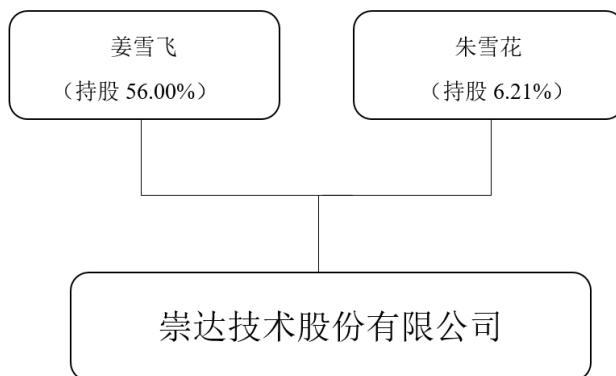 姜雪飞
（持股 56.00%）
朱雪花
（持股 6.21%）
崇达技术股份有限公司